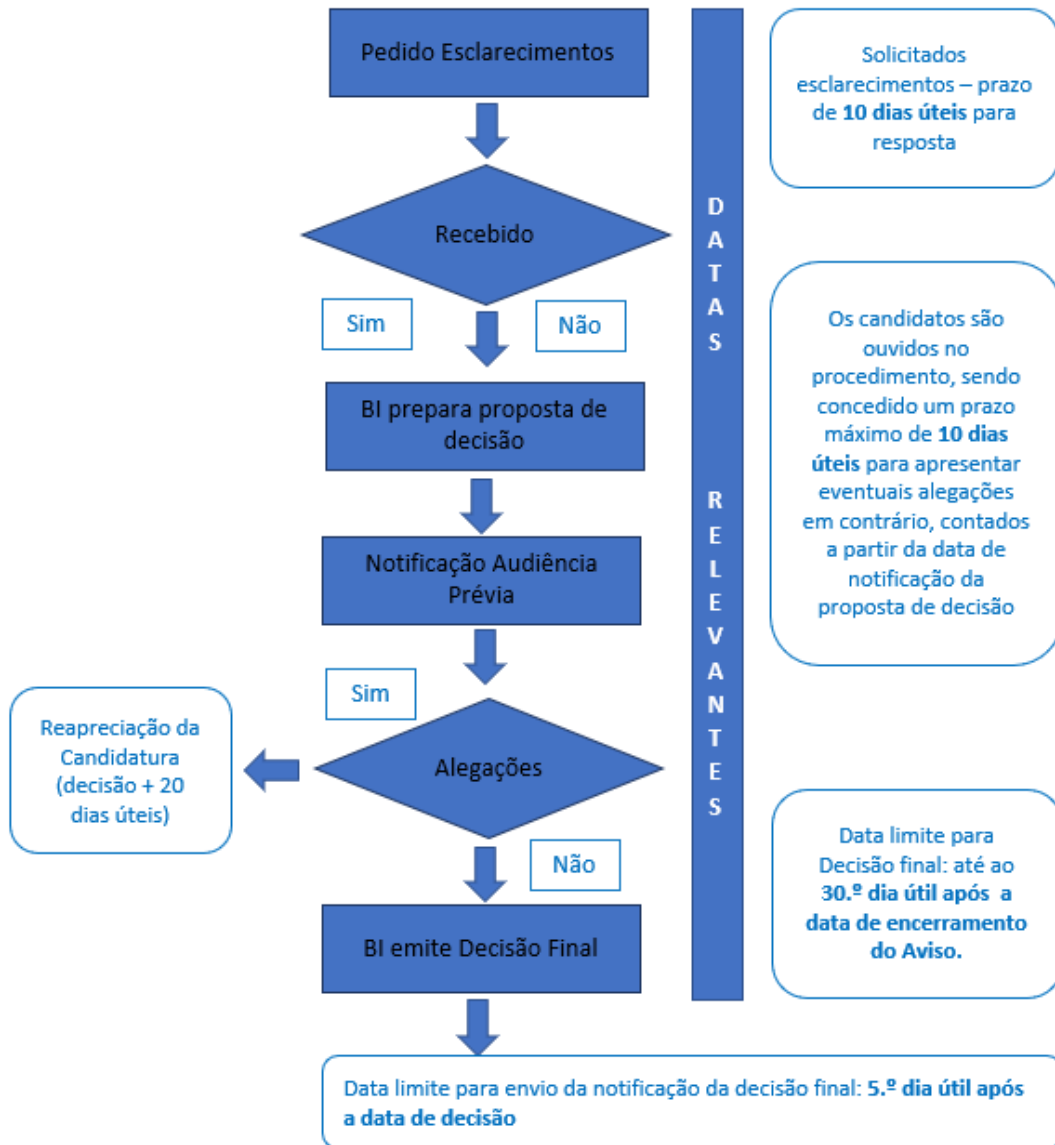 Pedido Esclarecimentos
Solicitados
esclarecimentos – prazo
de 10 dias úteis para
resposta
Recebido
Sim
Não
DATAS RELEVANTES
Os candidatos são
ouvidos no
procedimento, sendo
concedido um prazo
máximo de 10 dias
úteis para apresentar
eventuais alegações
em contrário, contados
a partir da data de
notificação da
proposta de decisão
BI prepara proposta de
decisão
Notificação Audiência
Prévia
Sim
Reapreciação da
Candidatura
(decisão + 20
dias úteis)
Alegações
Não
Data limite para
Decisão final: até ao
30.º dia útil após a
data de encerramento
do Aviso.
BI emite Decisão Final
Data limite para envio da notificação da decisão final: 5.º dia útil após
a data de decisão